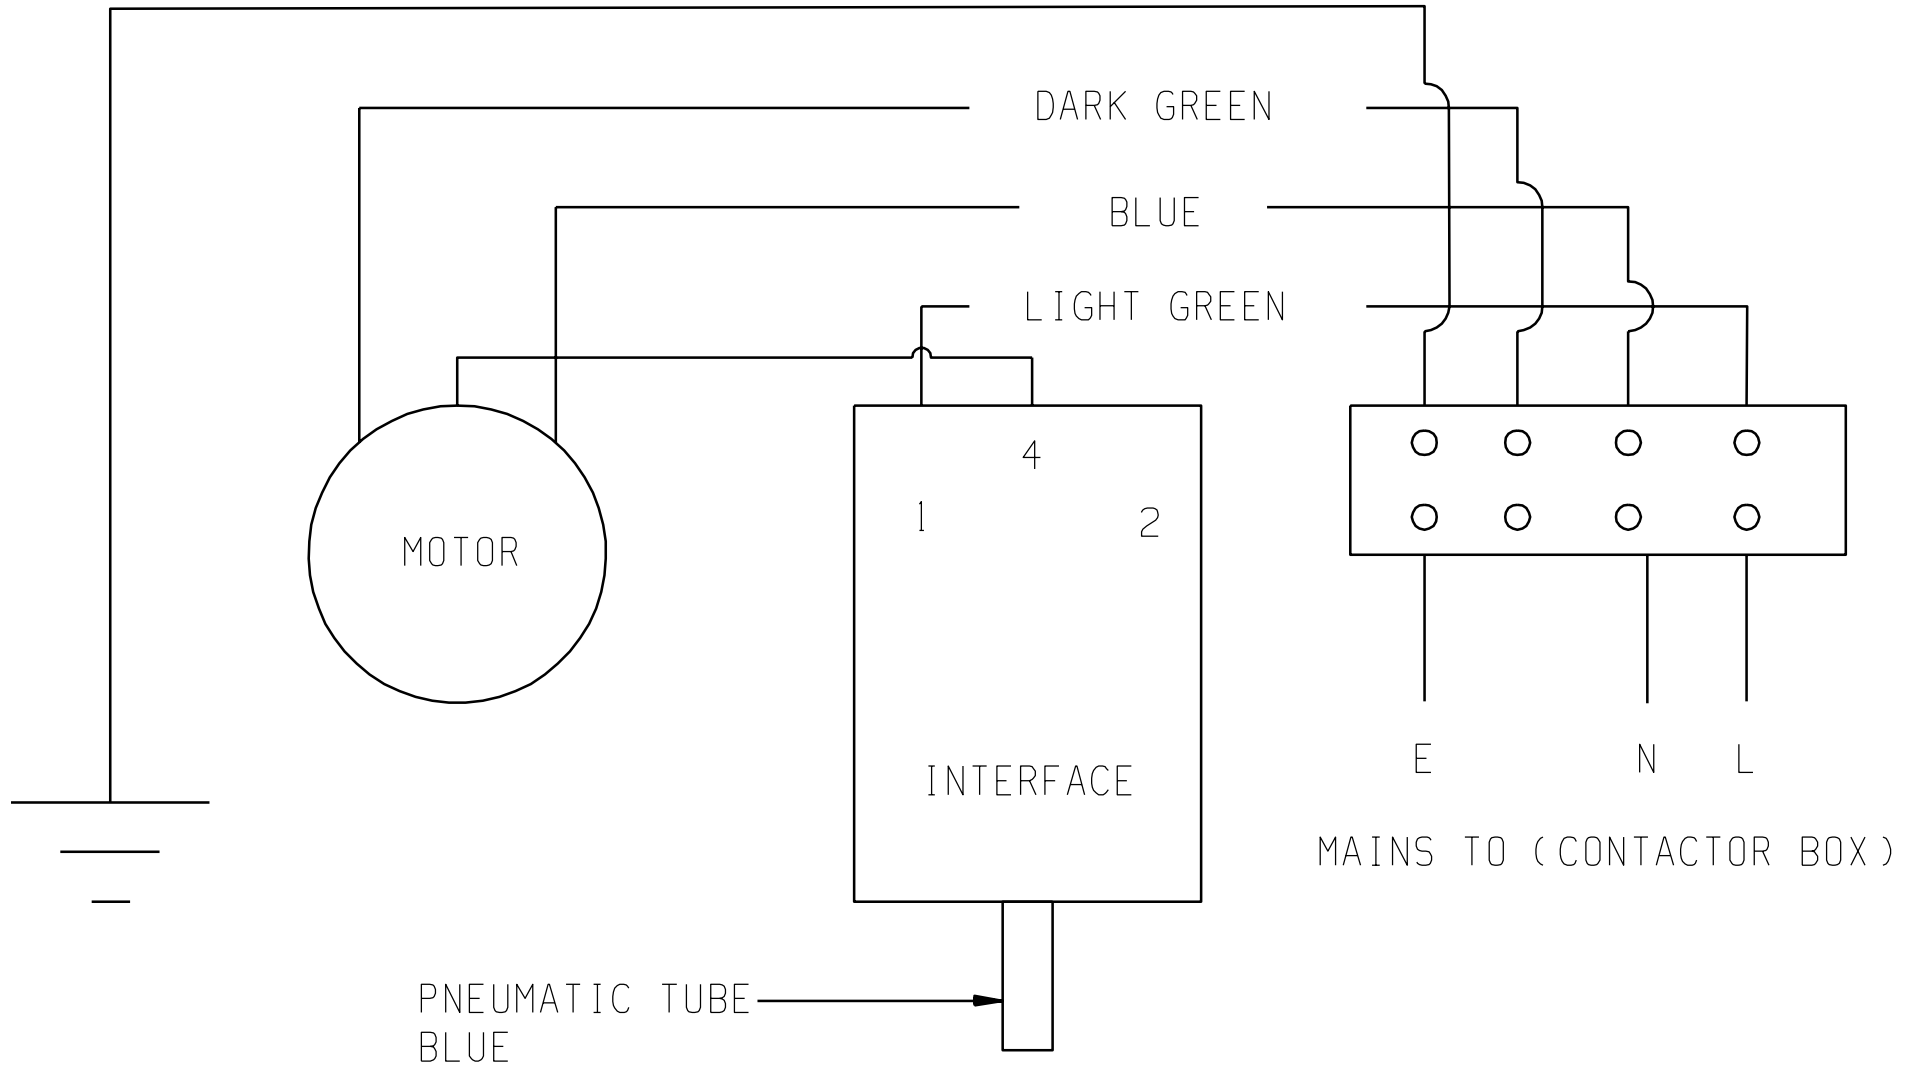 DARK GREEN
BLUE
LIGHT GREEN
4
1
2
MOTOR
INTERFACE
E N L
MAINS TO (CONTACTOR BOX)
PNEUMATIC TUBE
BLUE